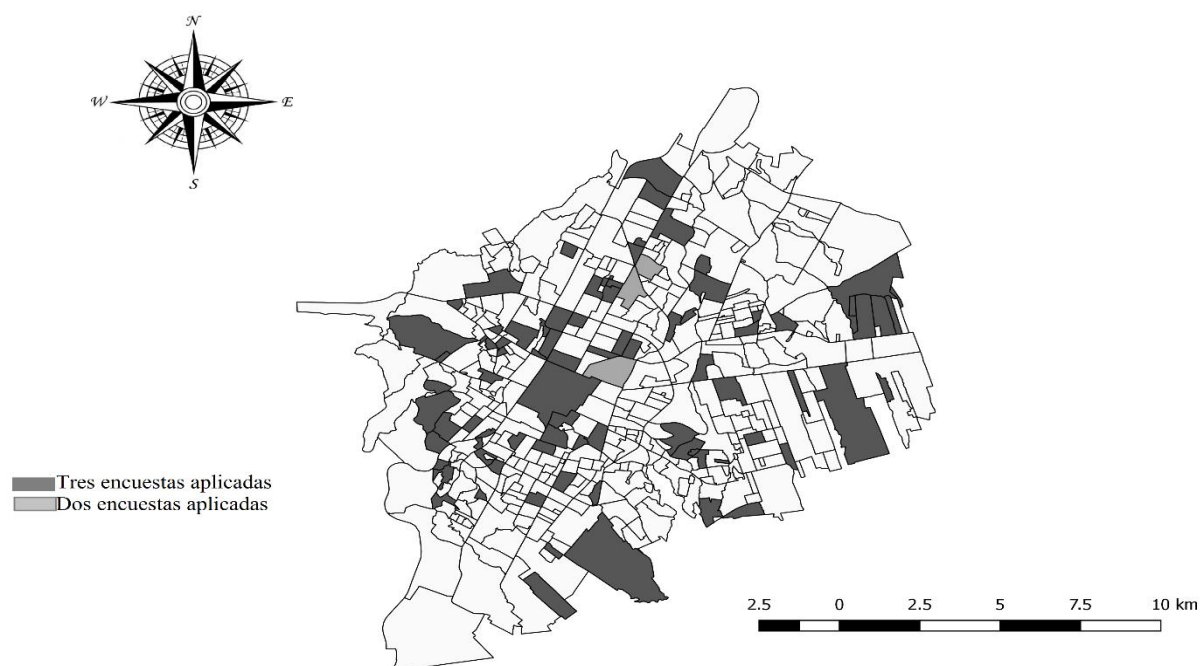 N
W E
S
Tres encuestas aplicadas
Dos encuestas aplicadas
2.5 0 2.5 5 7.5 10 km